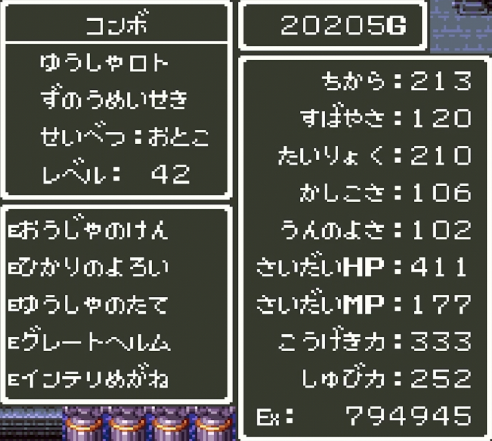 コンボ
ゆうしゃロト
ずのうめいせき
せいべつ：おとこ
レベル： 42
Eおうじゃのけん
Eひかりのよろい
Eゆうしゃのたて
Eグレートヘルム
Eインテリめがね
20205G
ちから：213
すばやさ：120
たいりょく：210
かしこさ：106
うんのよさ：102
さいだいHP：411
さいだいMP：177
こうげき力：333
しゅび力：252
Ex： 794945